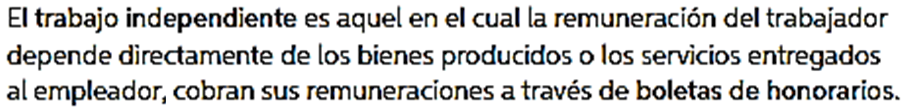 El trabajo independiente es aquel en el cual la remuneración del trabajador
depende directamente de los bienes producidos o los servicios entregados
al empleador, cobran sus remuneraciones a través de boletas de honorarios.